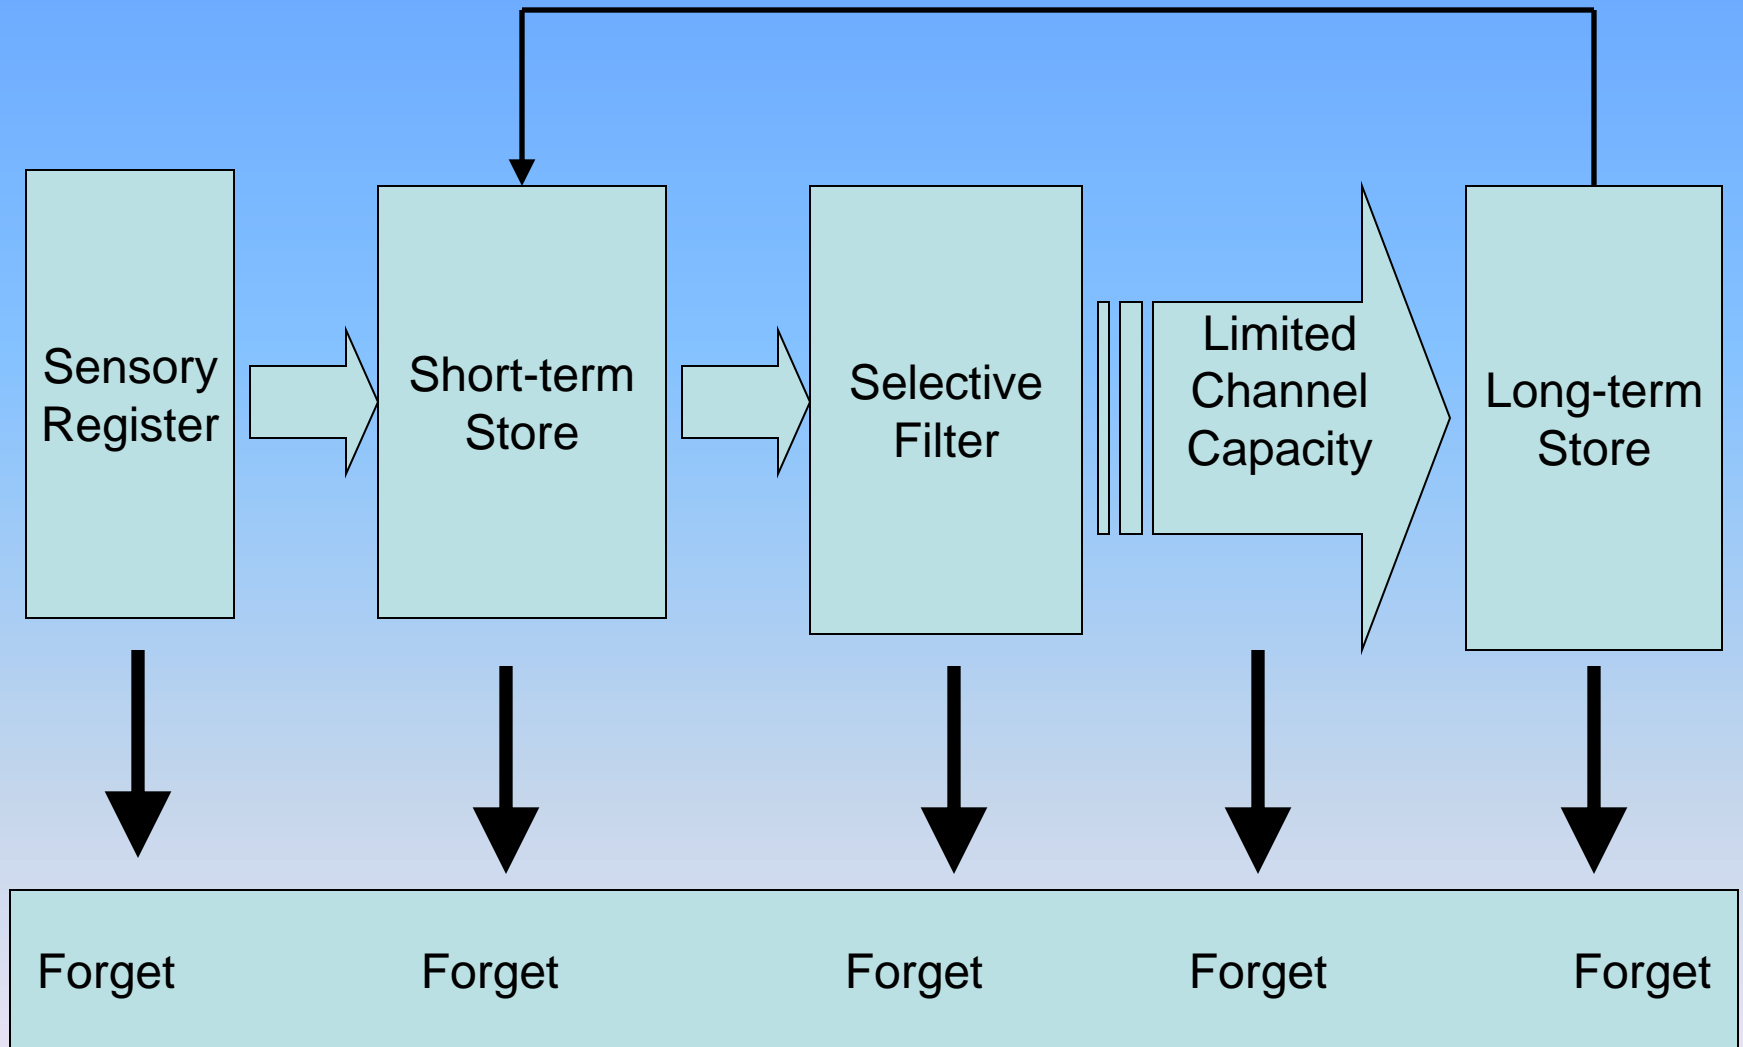 Sensory
Register
Short-term
Store
Selective
Filter
Limited
Channel
Capacity
Long-term
Store
Forget
Forget
Forget
Forget
Forget